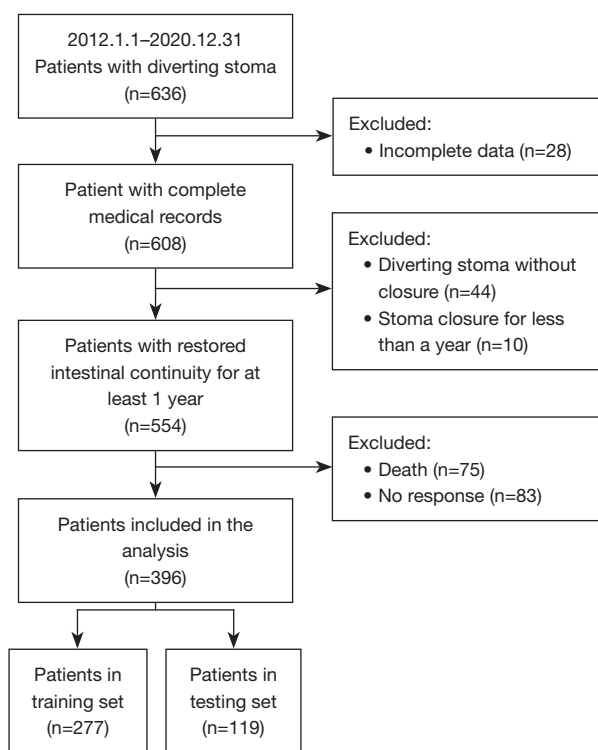 2012.1.1–2020.12.31
Patients with diverting stoma
(n=636)
Excluded:
• Incomplete data (n=28)
Patient with complete
medical records
(n=608)
Excluded:
• Diverting stoma without
closure (n=44)
• Stoma closure for less
than a year (n=10)
Patients with restored
intestinal continuity for at
least 1 year
(n=554)
Excluded:
• Death (n=75)
• No response (n=83)
Patients included in the
analysis
(n=396)
Patients in
training set
(n=277)
Patients in
testing set
(n=119)